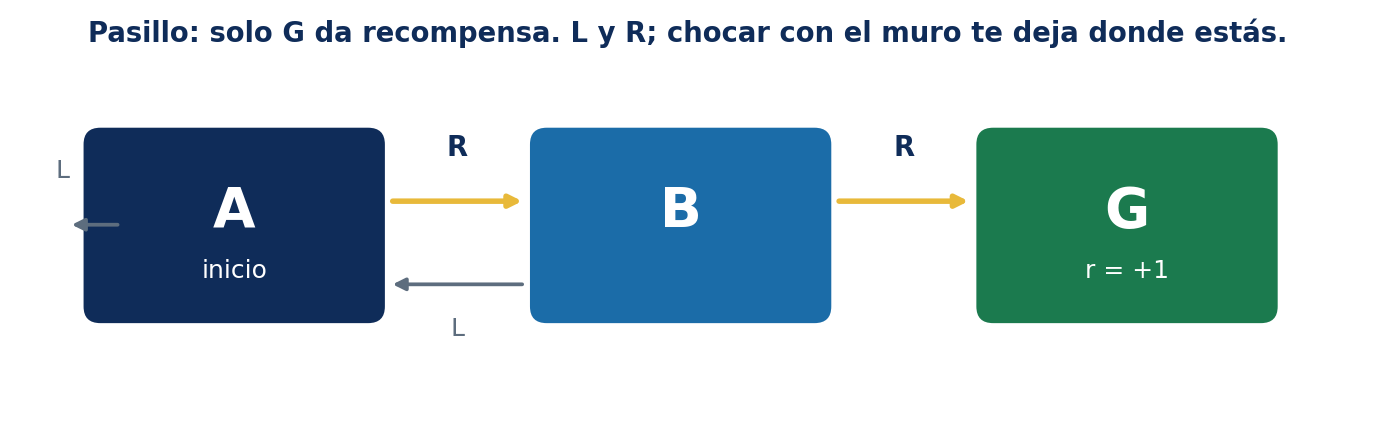 Pasillo: solo G da recompensa. L y R; chocar con el muro te deja donde estás.
L
A
inicio
R
L
B
R
G
r = +1